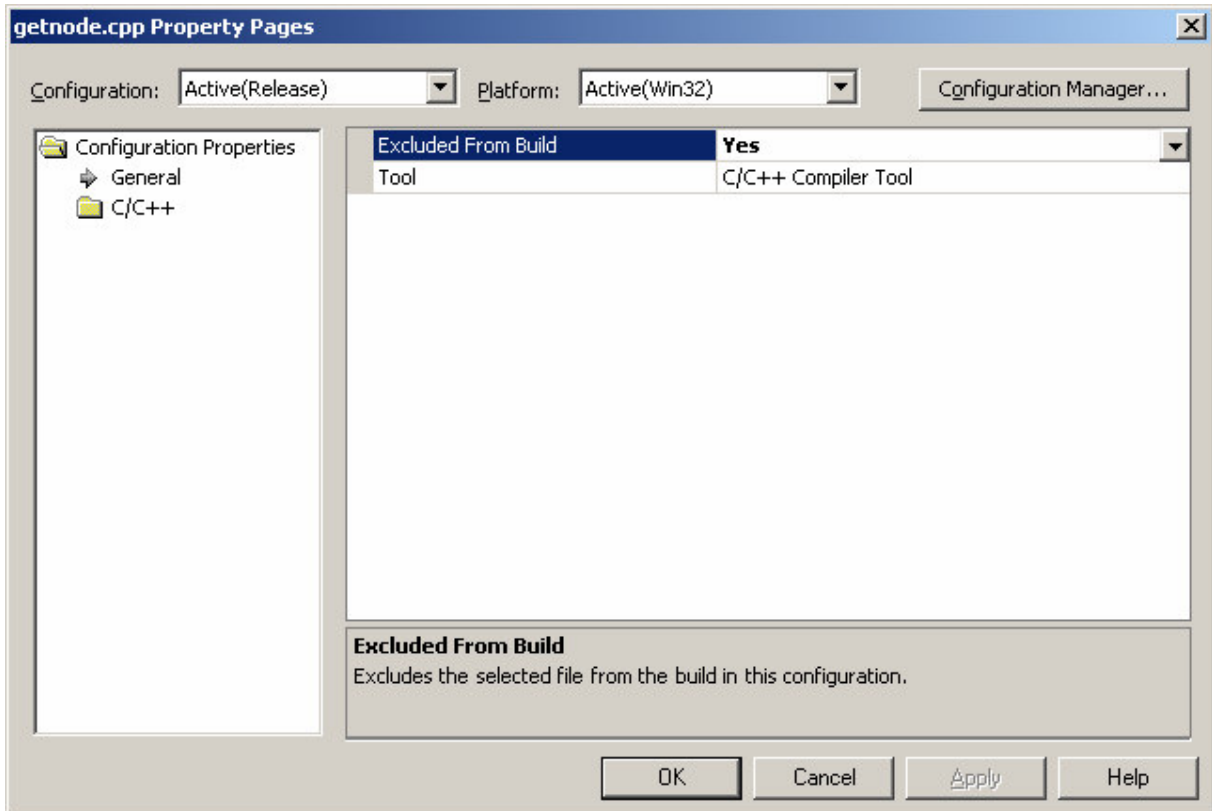 getnode.cpp Property Pages
Configuration: Active(Release) Platform: Active(Win32) Configuration Manager...
Configuration Properties
General
C/C++
Excluded From Build Yes
Tool C/C++ Compiler Tool
Excluded From Build
Excludes the selected file from the build in this configuration.
OK Cancel Apply Help